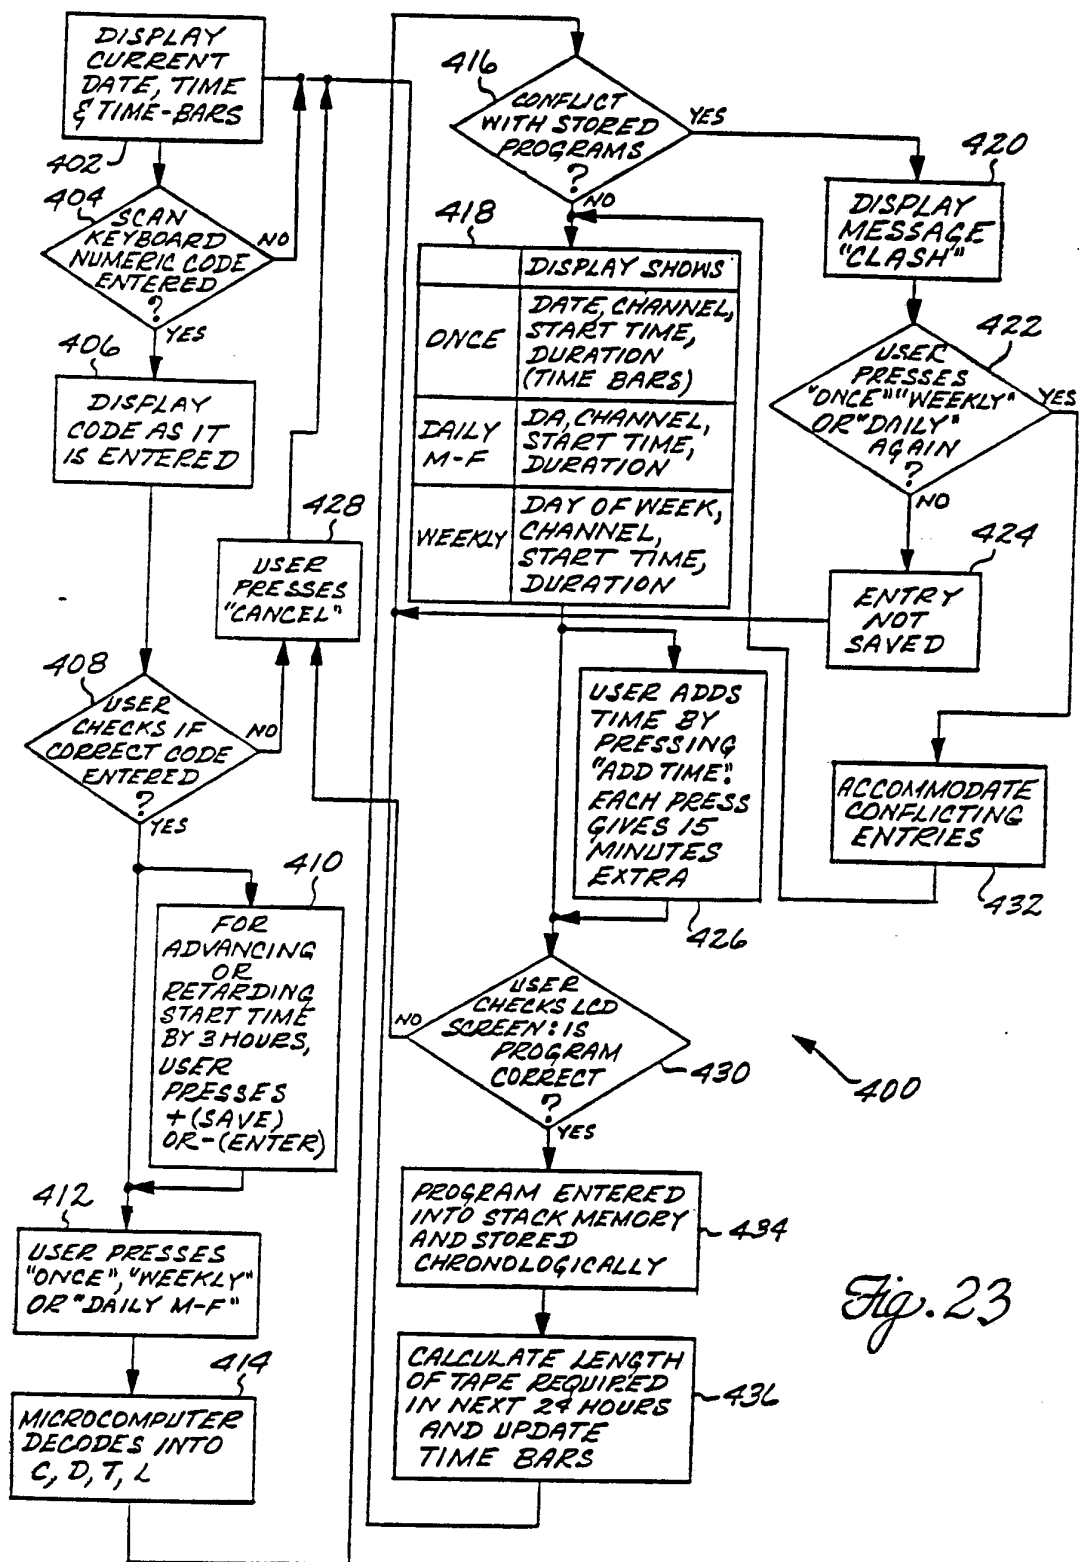 DISPLAY
CURRENT
DATE, TIME
& TIME-BARS
402
404
SCAN
KEYBOARD
NUMERIC CODE
ENTERED
?
NO
YES
406
DISPLAY
CODE AS IT
IS ENTERED
428
USER
PRESSES
"CANCEL"
408
USER
CHECKS IF
CORRECT CODE
ENTERED
?
NO
YES
410
FOR
ADVANCING
OR
RETARDING
START TIME
BY 3 HOURS,
USER
PRESSES
+(SAVE)
OR-(ENTER)
412
USER PRESSES
"ONCE", "WEEKLY"
OR "DAILY M-F"
414
MICROCOMPUTER
DECODES INTO
C, D, T, L
416
CONFLICT
WITH STORED
PROGRAMS
?
YES
NO
418
DISPLAY SHOWS
ONCE
DATE, CHANNEL,
START TIME,
DURATION
(TIME BARS)
DAILY
M-F
DA, CHANNEL,
START TIME,
DURATION
WEEKLY
DAY OF WEEK,
CHANNEL,
START TIME,
DURATION
420
DISPLAY
MESSAGE
"CLASH"
422
USER
PRESSES
"ONCE" "WEEKLY"
OR "DAILY"
AGAIN
?
YES
NO
424
ENTRY
NOT
SAVED
USER ADDS
TIME BY
PRESSING
"ADD TIME".
EACH PRESS
GIVES 15
MINUTES
EXTRA
426
ACCOMMODATE
CONFLICTING
ENTRIES
432
USER
CHECKS LCD
SCREEN: IS
PROGRAM
CORRECT
?
NO
YES
430
400
PROGRAM ENTERED
INTO STACK MEMORY
AND STORED
CHRONOLOGICALLY
434
CALCULATE LENGTH
OF TAPE REQUIRED
IN NEXT 24 HOURS
AND UPDATE
TIME BARS
436
Fig. 23